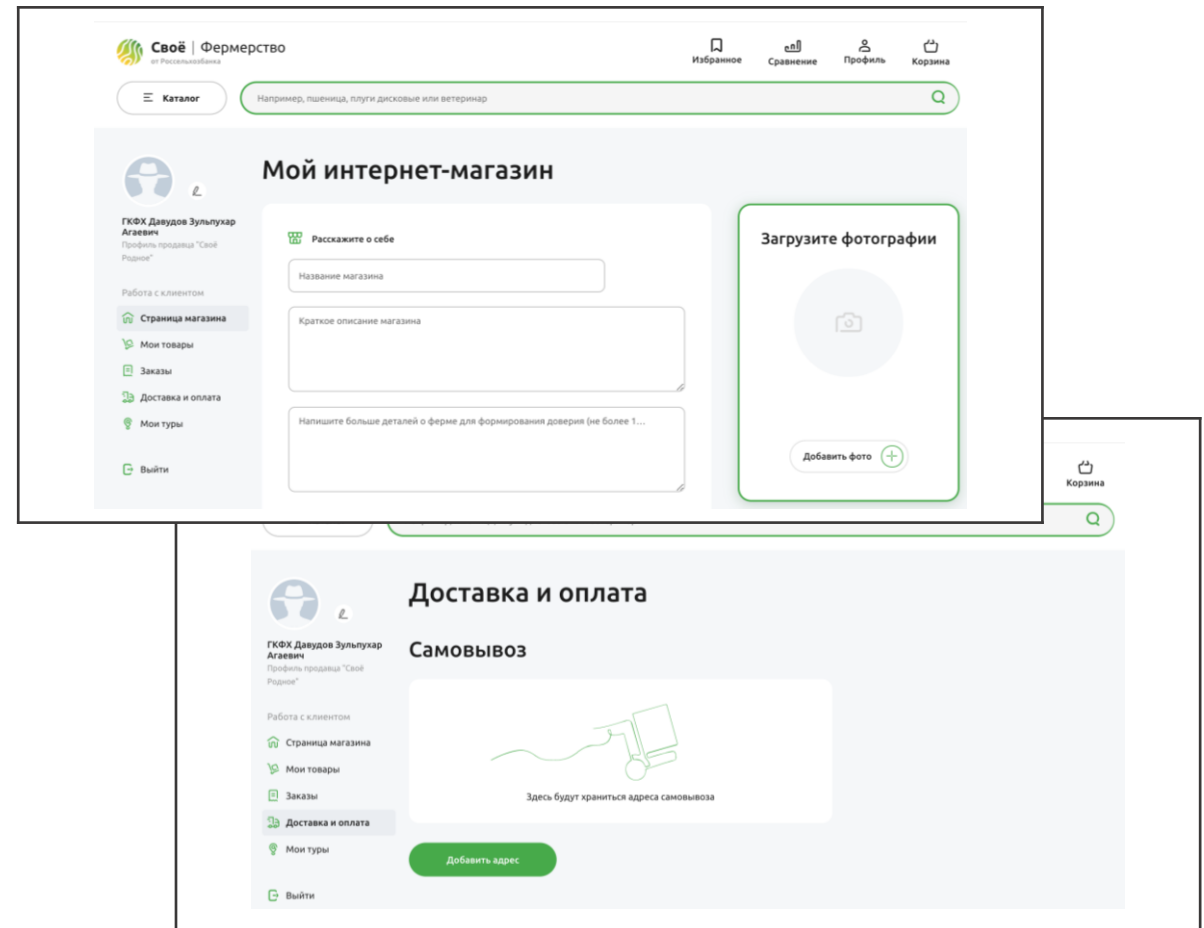 Своё | Фермерство
от Россельхозбанка
Избранное
Сравнение
Профиль
Корзина
Каталог
Например, пшеница, плуги дисковые или ветеринар
Мой интернет-магазин
ГКФХ Давудов Зульпухар
Агаевич
Профиль продавца "Своё
Родное"
Работа с клиентом
Страница магазина
Мои товары
Заказы
Доставка и оплата
Мои туры
Выйти
Расскажите о себе
Название магазина
Краткое описание магазина
Напишите больше деталей о ферме для формирования доверия (не более 1...
Загрузите фотографии
Добавить фото
Корзина
ГКФХ Давудов Зульпухар
Агаевич
Профиль продавца "Своё
Родное"
Работа с клиентом
Страница магазина
Мои товары
Заказы
Доставка и оплата
Мои туры
Выйти
Доставка и оплата
Самовывоз
Здесь будут храниться адреса самовывоза
Добавить адрес